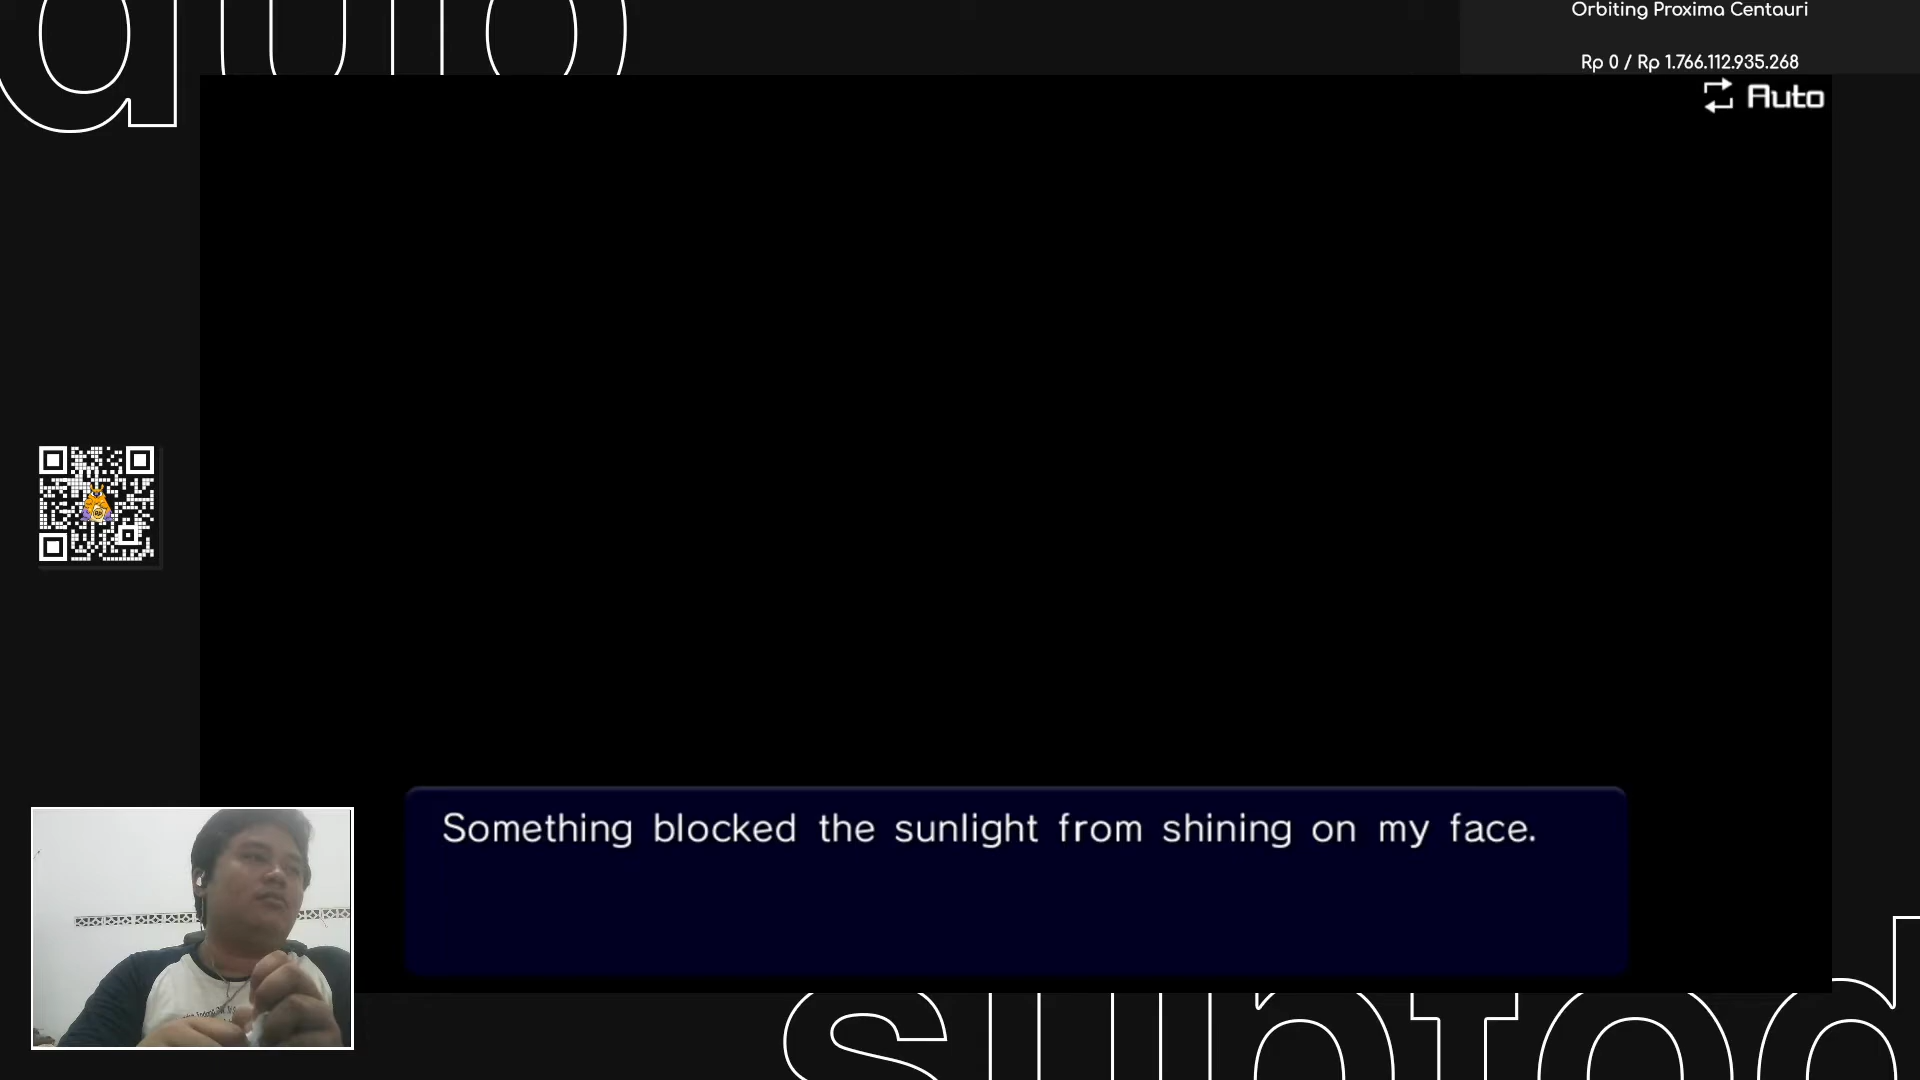 Orbiting Proxima Centauri
Rp 0 / Rp 1.766.112.935.268
Auto
Something blocked the sunlight from shining on my face.